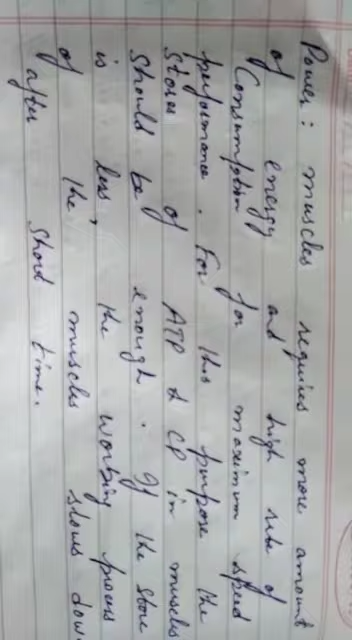 Power: muscles requires more amount
of energy and high rate of
Consumption for maximum speed
performance. For this purpose the
Stores of ATP & CP in muscles
should be enough. If the store
is less, the working process
of the muscles slows down
after short time.